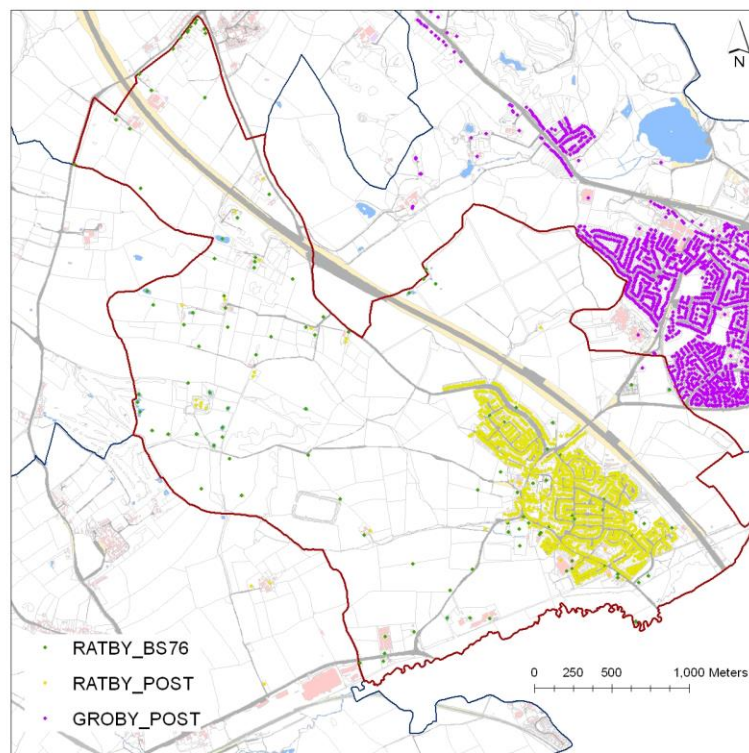 N
RATBY_BS76
RATBY_POST
GROBY_POST
0 250 500 1,000 Meters